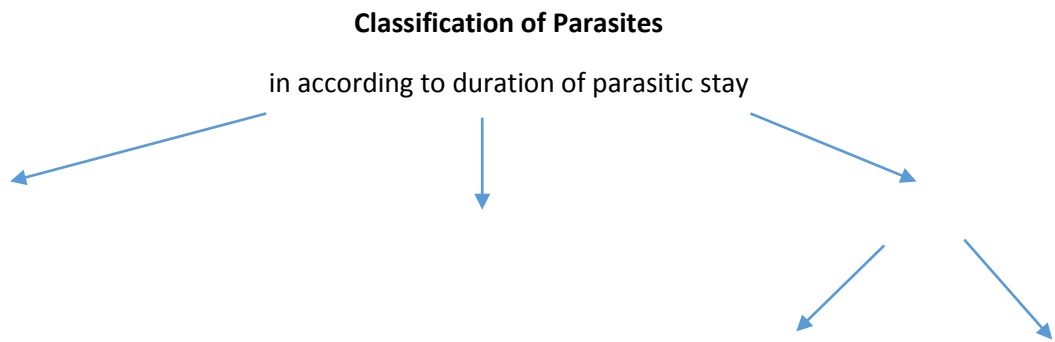 Classification of Parasites
in according to duration of parasitic stay